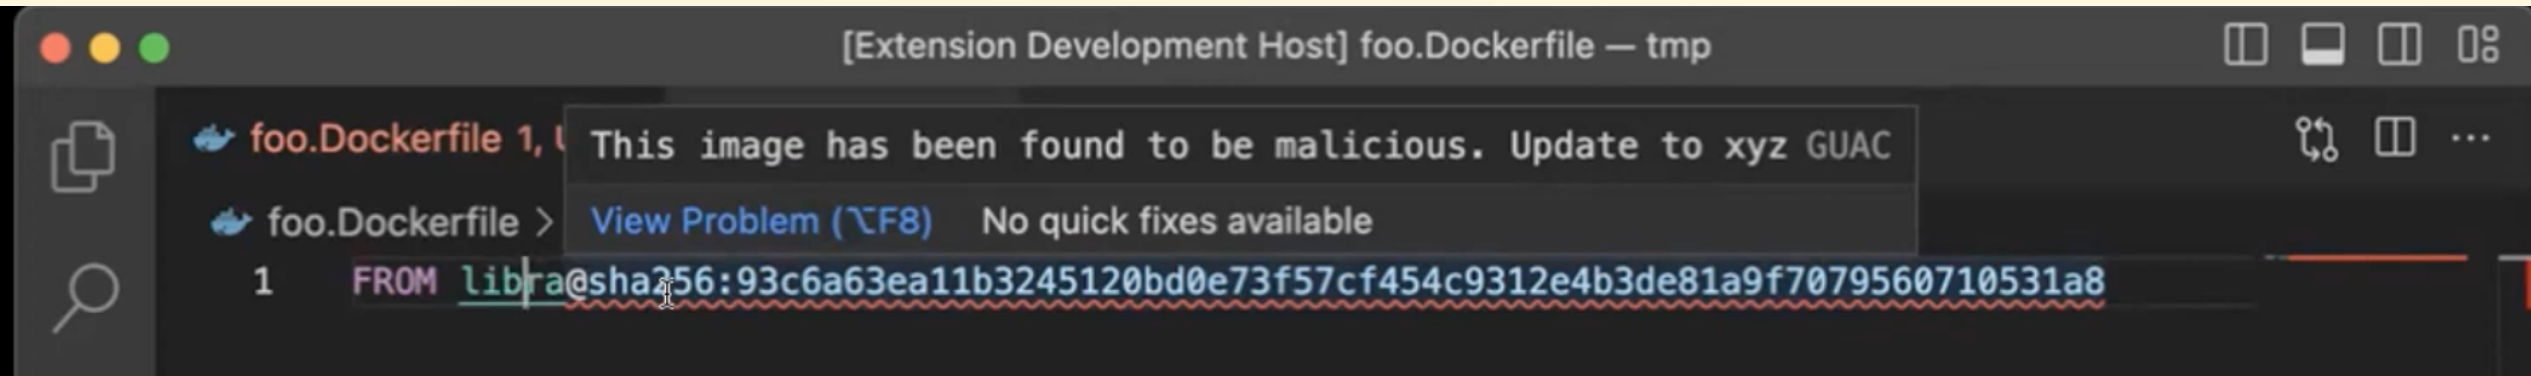 [Extension Development Host] foo.Dockerfile — tmp
foo.Dockerfile 1, U
This image has been found to be malicious. Update to xyz GUAC
foo.Dockerfile >
View Problem (⌥F8) No quick fixes available
1 FROM libra@sha256:93c6a63ea11b3245120bd0e73f57cf454c9312e4b3de81a9f7079560710531a8